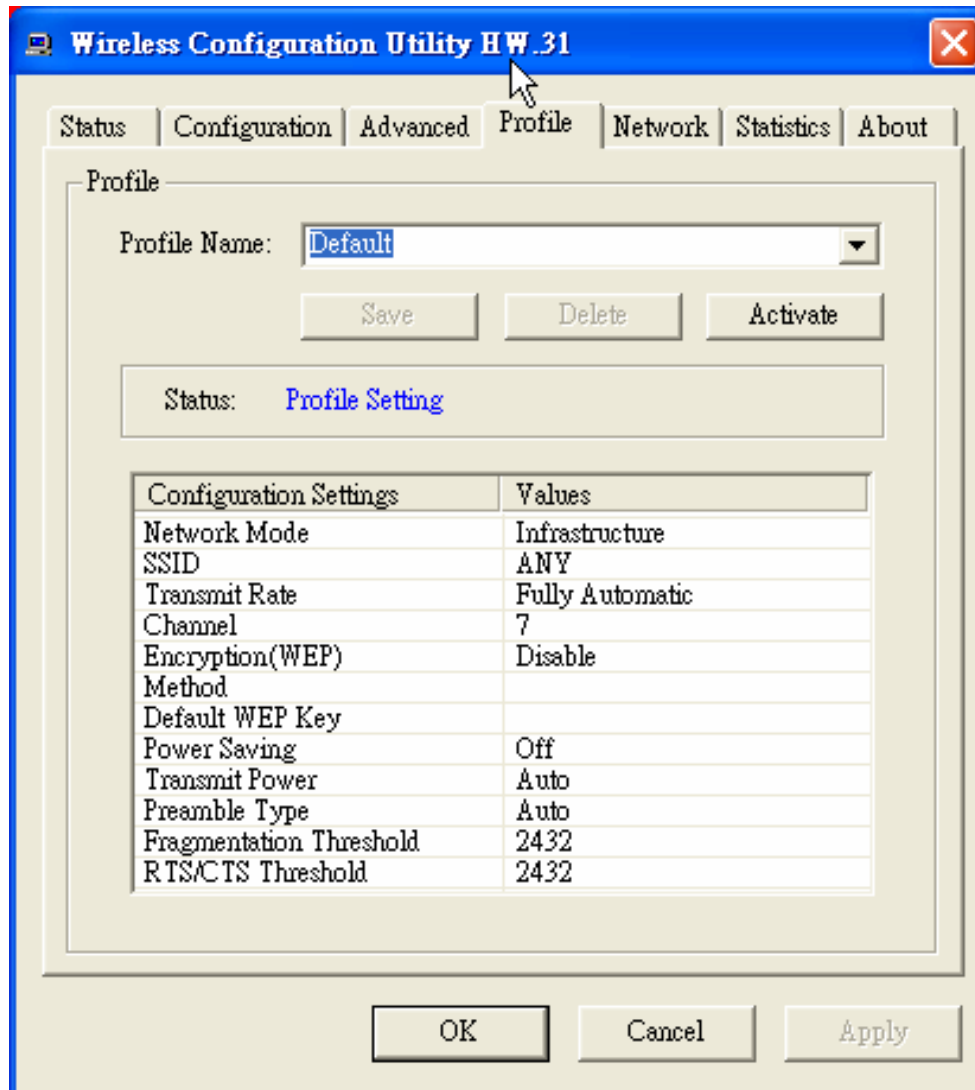 Wireless Configuration Utility HW.31
Status Configuration Advanced Profile Network Statistics About
Profile
Profile Name: Default
Save Delete Activate
Status: Profile Setting
Configuration Settings Values
Network Mode Infrastructure
SSID ANY
Transmit Rate Fully Automatic
Channel 7
Encryption(WEP) Disable
Method
Default WEP Key
Power Saving Off
Transmit Power Auto
Preamble Type Auto
Fragmentation Threshold 2432
RTS/CTS Threshold 2432
OK Cancel Apply